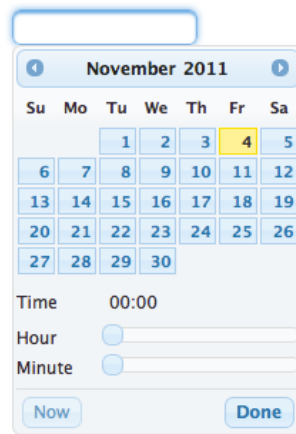 November 2011
Su Mo Tu We Th Fr Sa
1 2 3 4 5
6 7 8 9 10 11 12
13 14 15 16 17 18 19
20 21 22 23 24 25 26
27 28 29 30
Time 00:00
Hour
Minute
Now Done